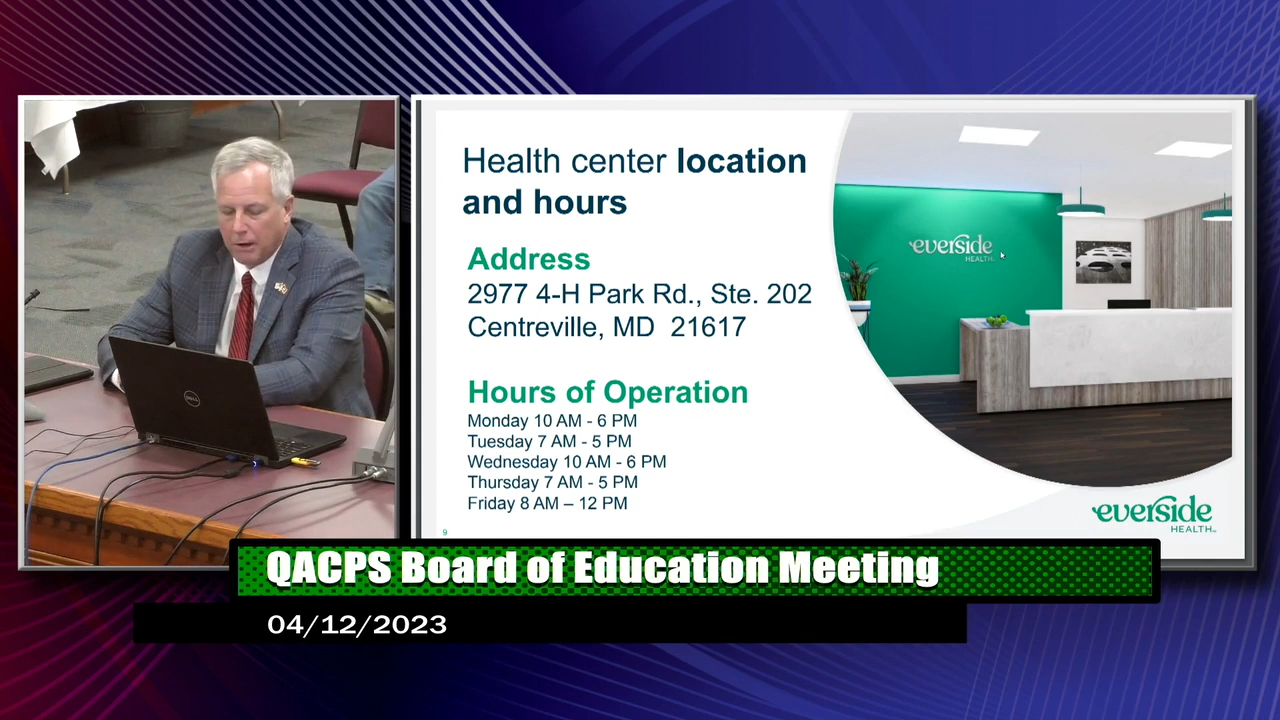 Health center location
and hours
Address
2977 4-H Park Rd., Ste. 202
Centreville, MD 21617
Hours of Operation
Monday 10 AM - 6 PM
Tuesday 7 AM - 5 PM
Wednesday 10 AM - 6 PM
Thursday 7 AM - 5 PM
Friday 8 AM – 12 PM
9
everside
HEALTH
everside
HEALTH
DELL
QACPS Board of Education Meeting
04/12/2023